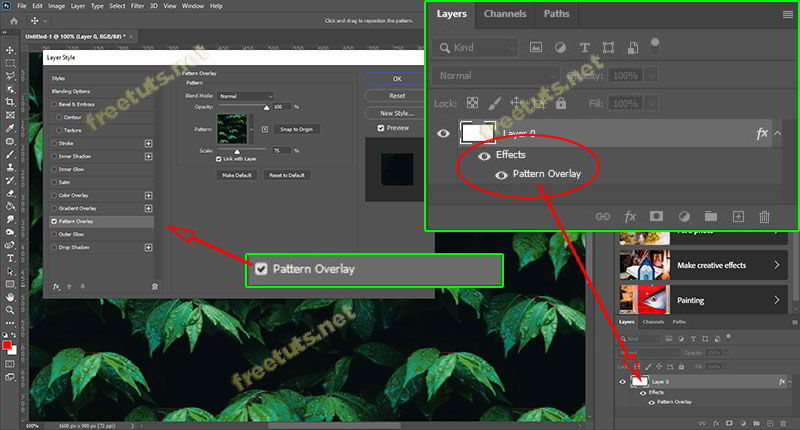 File Edit Image Layer Type Select Filter 3D View Window Help
Click and drag to reposition the pattern.
Untitled-1 @ 100% (Layer 0, RGB/8#) *
Layer Style
Styles
Blending Options
Bevel & Emboss
Contour
Texture
Stroke
Inner Shadow
Inner Glow
Satin
Color Overlay
Gradient Overlay
Pattern Overlay
Outer Glow
Drop Shadow
Pattern Overlay
Pattern
Blend Mode: Normal
Opacity: 100 %
Pattern:
Snap to Origin
Scale: 75 %
Link with Layer
Make Default Reset to Default
OK
Reset
New Style...
Preview
freetuts.net
Pattern Overlay
freetuts.net
Layers Channels Paths
Kind
Normal Opacity: 100%
Lock: Fill: 100%
freetuts.net
Layer 0 fx
Effects
Pattern Overlay
fx
Make creative effects
Painting
Layers Channels Paths
Kind
Normal Opacity: 100%
Lock: Fill: 100%
Layer 0 fx
Effects
Pattern Overlay
100% 1600 px x 900 px (72 ppi)